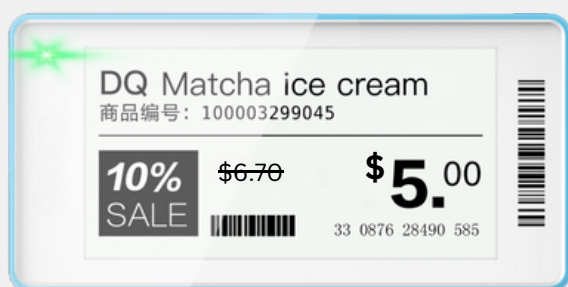 DQ Matcha ice cream
商品编号：100003299045
10%
SALE
$6.70
$5.00
33 0876 28490 585